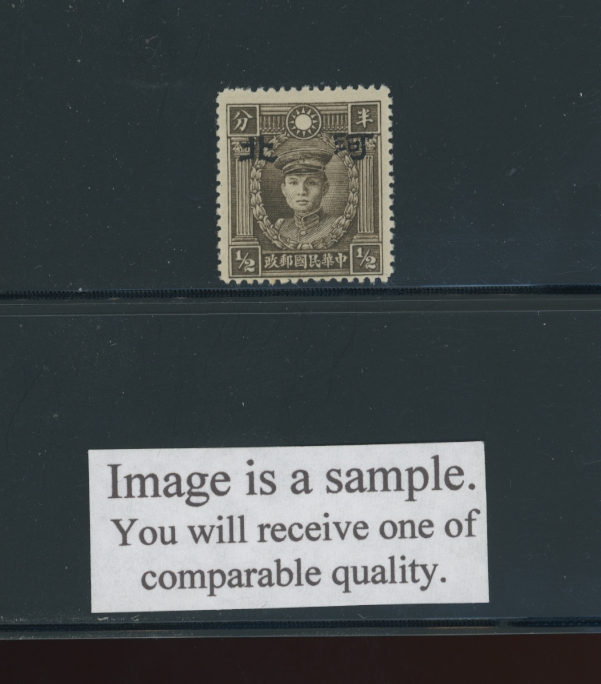 半分
河北
1/2 中華民國郵政 1/2
Image is a sample.
You will receive one of
comparable quality.